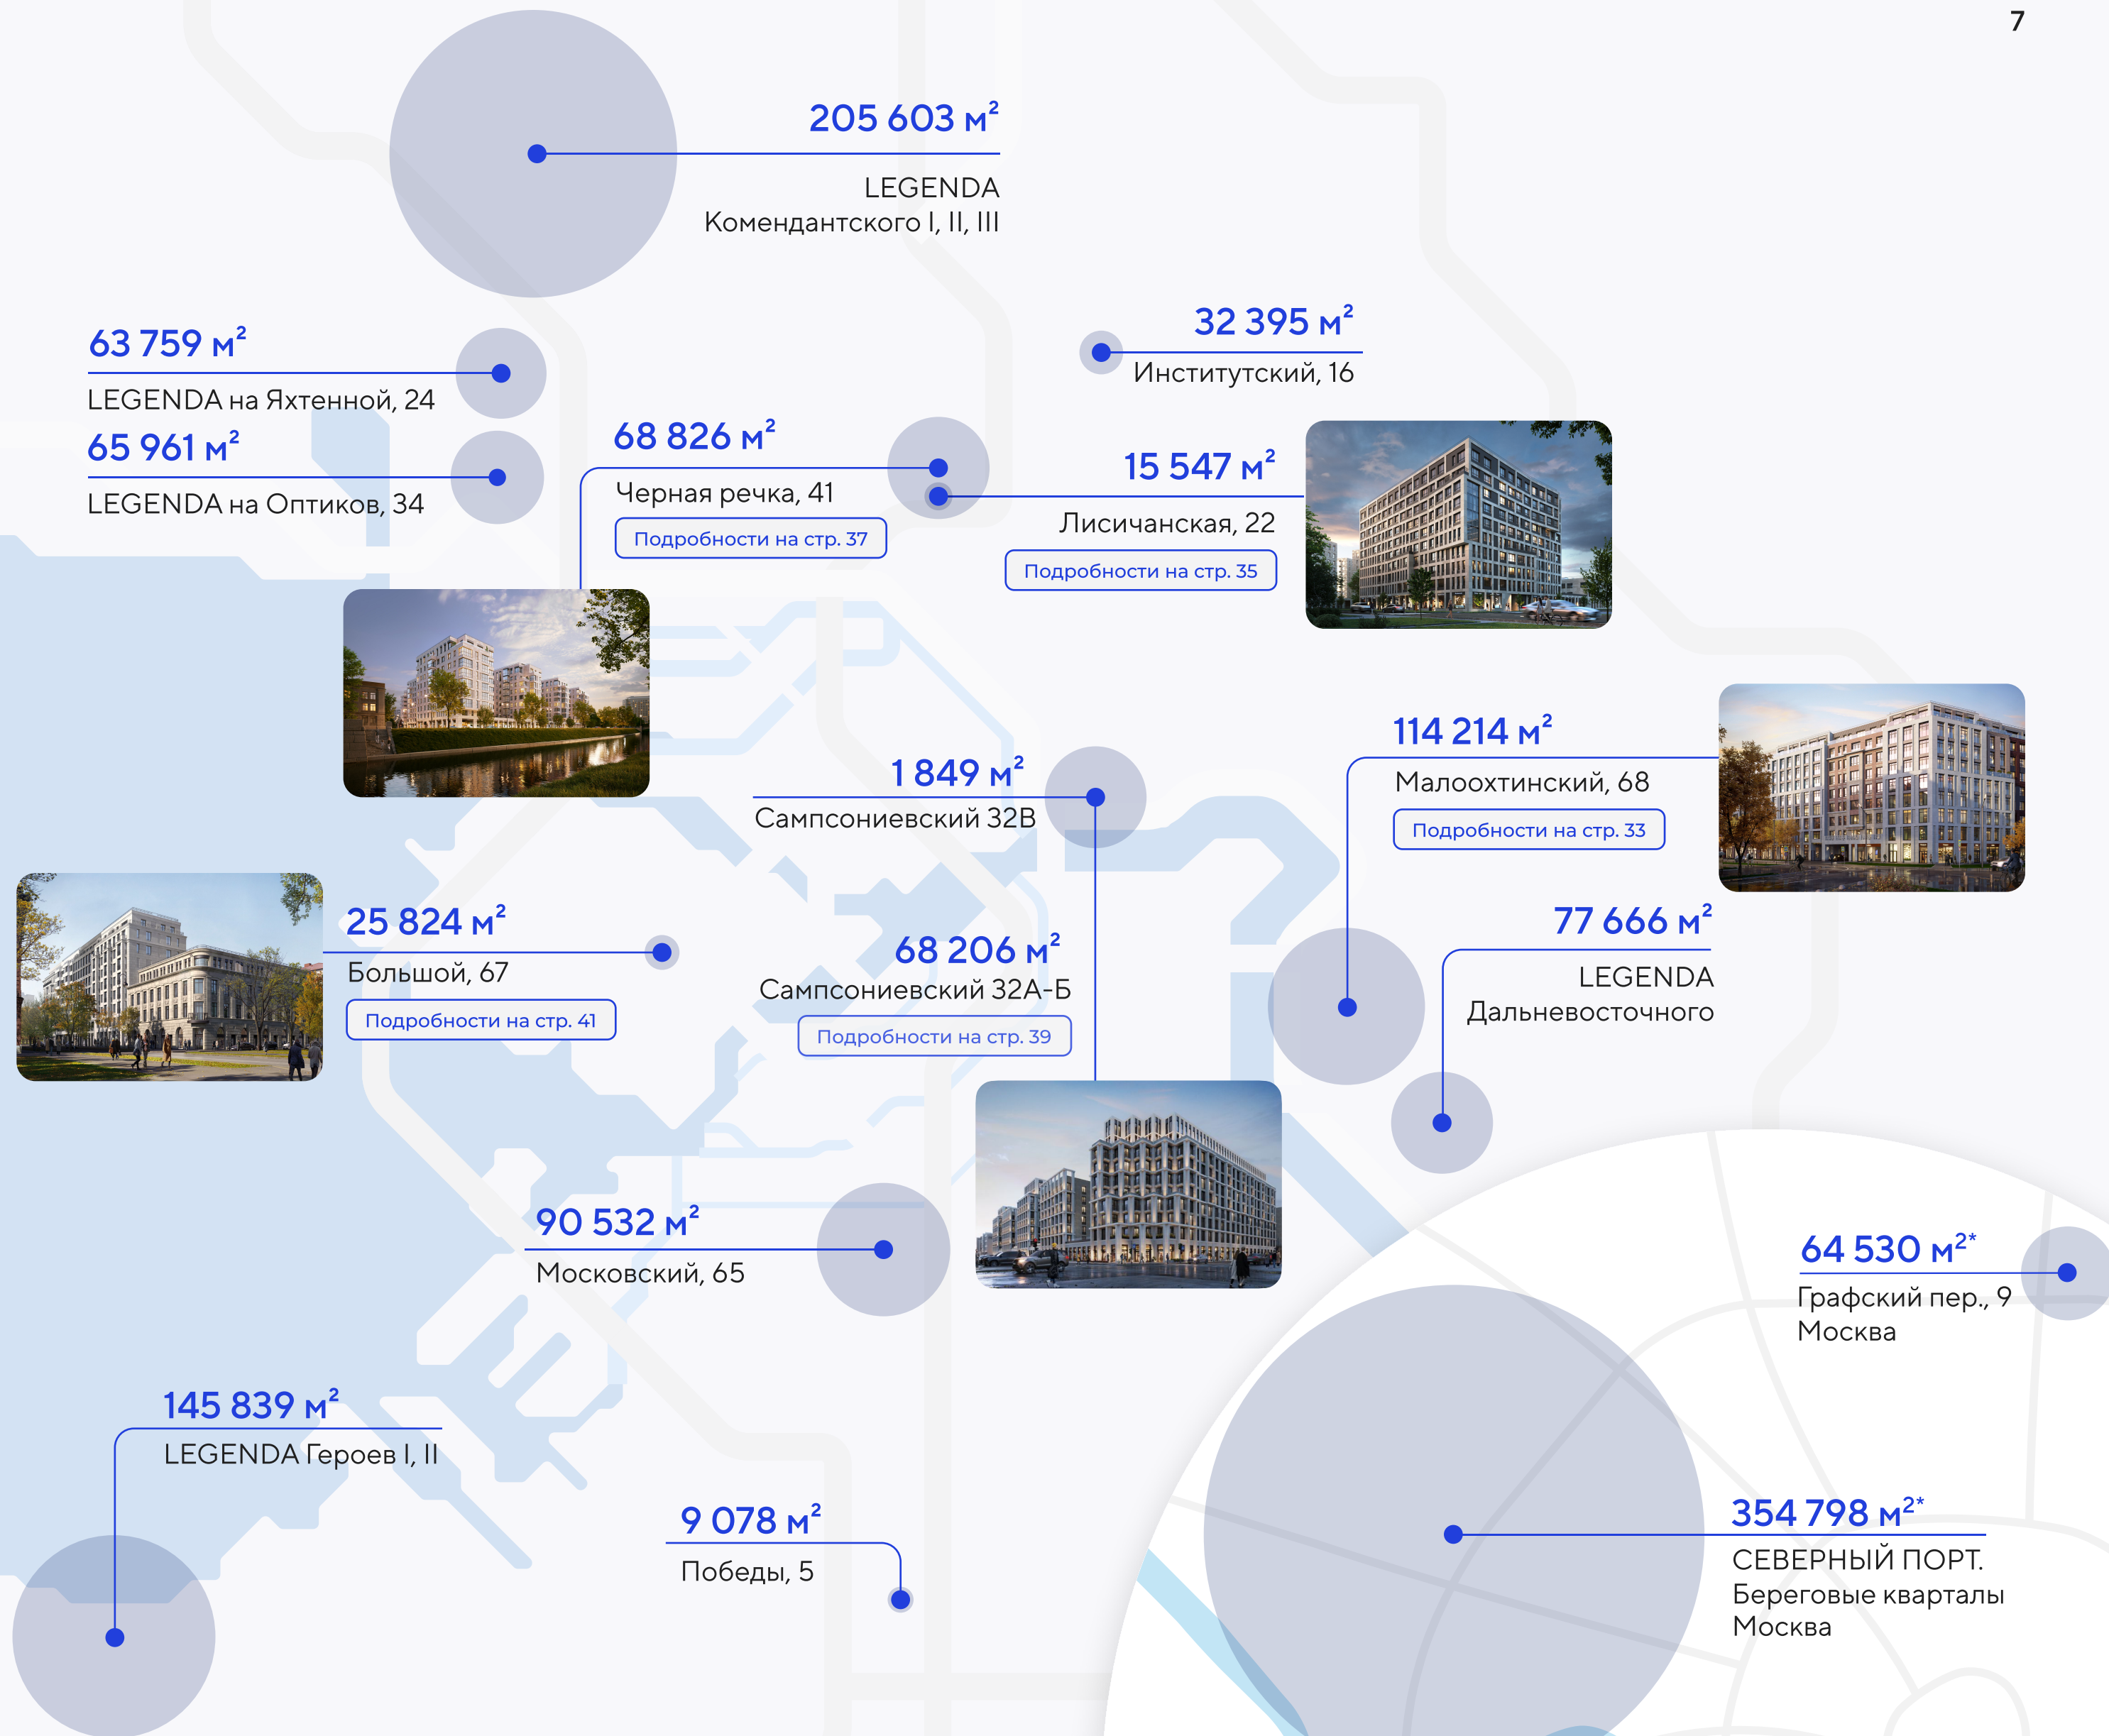 7
205 603 м²
LEGENDA
Комендантского I, II, III
32 395 м²
Институтский, 16
63 759 м²
LEGENDA на Яхтенной, 24
65 961 м²
LEGENDA на Оптиков, 34
68 826 м²
Черная речка, 41
Подробности на стр. 37
15 547 м²
Лисичанская, 22
Подробности на стр. 35
114 214 м²
Малоохтинский, 68
Подробности на стр. 33
1 849 м²
Сампсониевский 32В
25 824 м²
Большой, 67
Подробности на стр. 41
68 206 м²
Сампсониевский 32А-Б
Подробности на стр. 39
77 666 м²
LEGENDA
Дальневосточного
90 532 м²
Московский, 65
64 530 м²*
Графский пер., 9
Москва
145 839 м²
LEGENDA Героев I, II
9 078 м²
Победы, 5
354 798 м²*
СЕВЕРНЫЙ ПОРТ.
Береговые кварталы
Москва